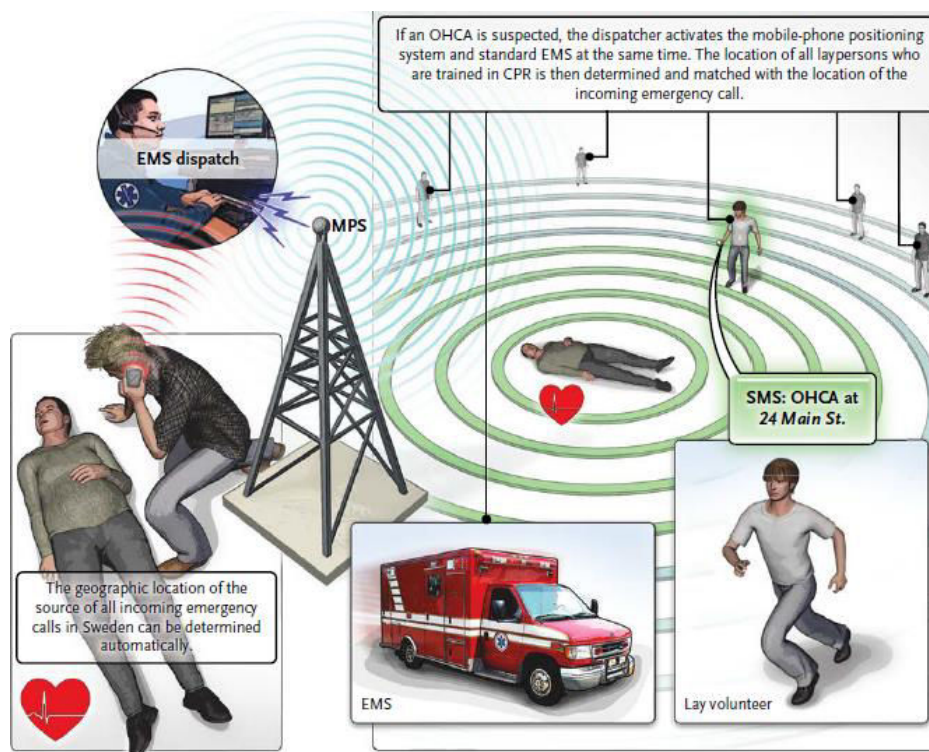 If an OHCA is suspected, the dispatcher activates the mobile-phone positioning
system and standard EMS at the same time. The location of all laypersons who
are trained in CPR is then determined and matched with the location of the
incoming emergency call.
EMS dispatch
MPS
SMS: OHCA at
24 Main St.
The geographic location of the
source of all incoming emergency
calls in Sweden can be determined
automatically.
EMS
Lay volunteer